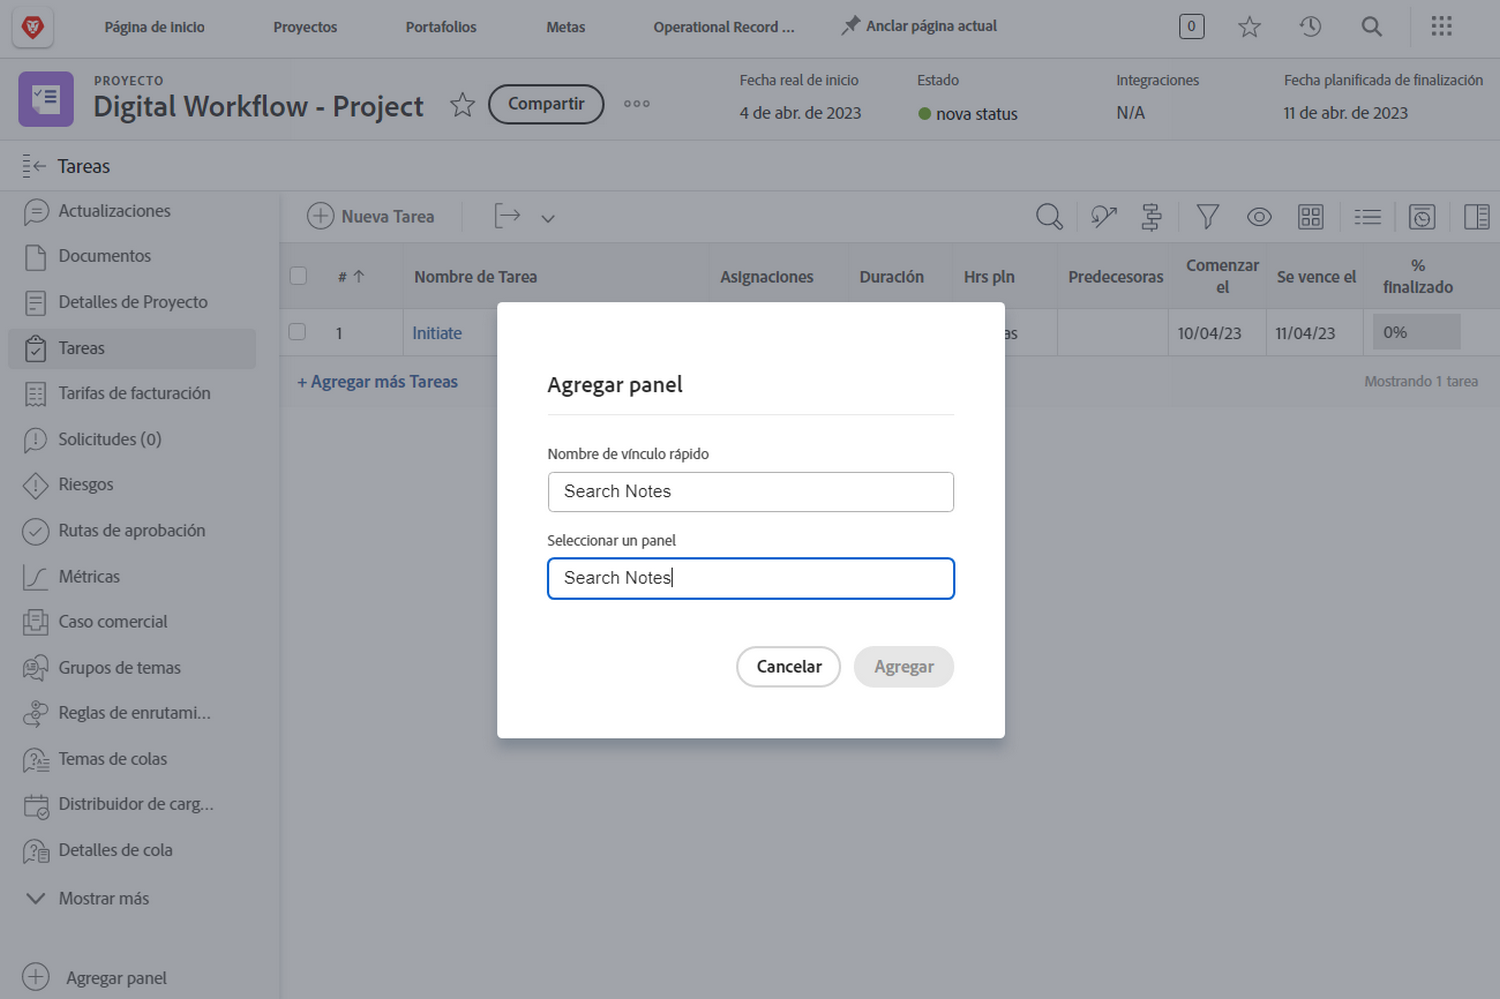 Página de inicio
Proyectos
Portafolios
Metas
Operational Record ...
Anclar página actual
0
PROYECTO
Digital Workflow - Project
Compartir
Fecha real de inicio
4 de abr. de 2023
Estado
nova status
Integraciones
N/A
Fecha planificada de finalización
11 de abr. de 2023
Tareas
Actualizaciones
Documentos
Detalles de Proyecto
Tareas
Tarifas de facturación
Solicitudes (0)
Riesgos
Rutas de aprobación
Métricas
Caso comercial
Grupos de temas
Reglas de enrutami...
Temas de colas
Distribuidor de carg...
Detalles de cola
Mostrar más
Agregar panel
Nueva Tarea
#
Nombre de Tarea
Asignaciones
Duración
Hrs pln
Predecesoras
Comenzar
el
Se vence el
%
finalizado
1
Initiate
as
10/04/23
11/04/23
0%
+ Agregar más Tareas
Mostrando 1 tarea
Agregar panel
Nombre de vínculo rápido
Search Notes
Seleccionar un panel
Search Notes
Cancelar
Agregar